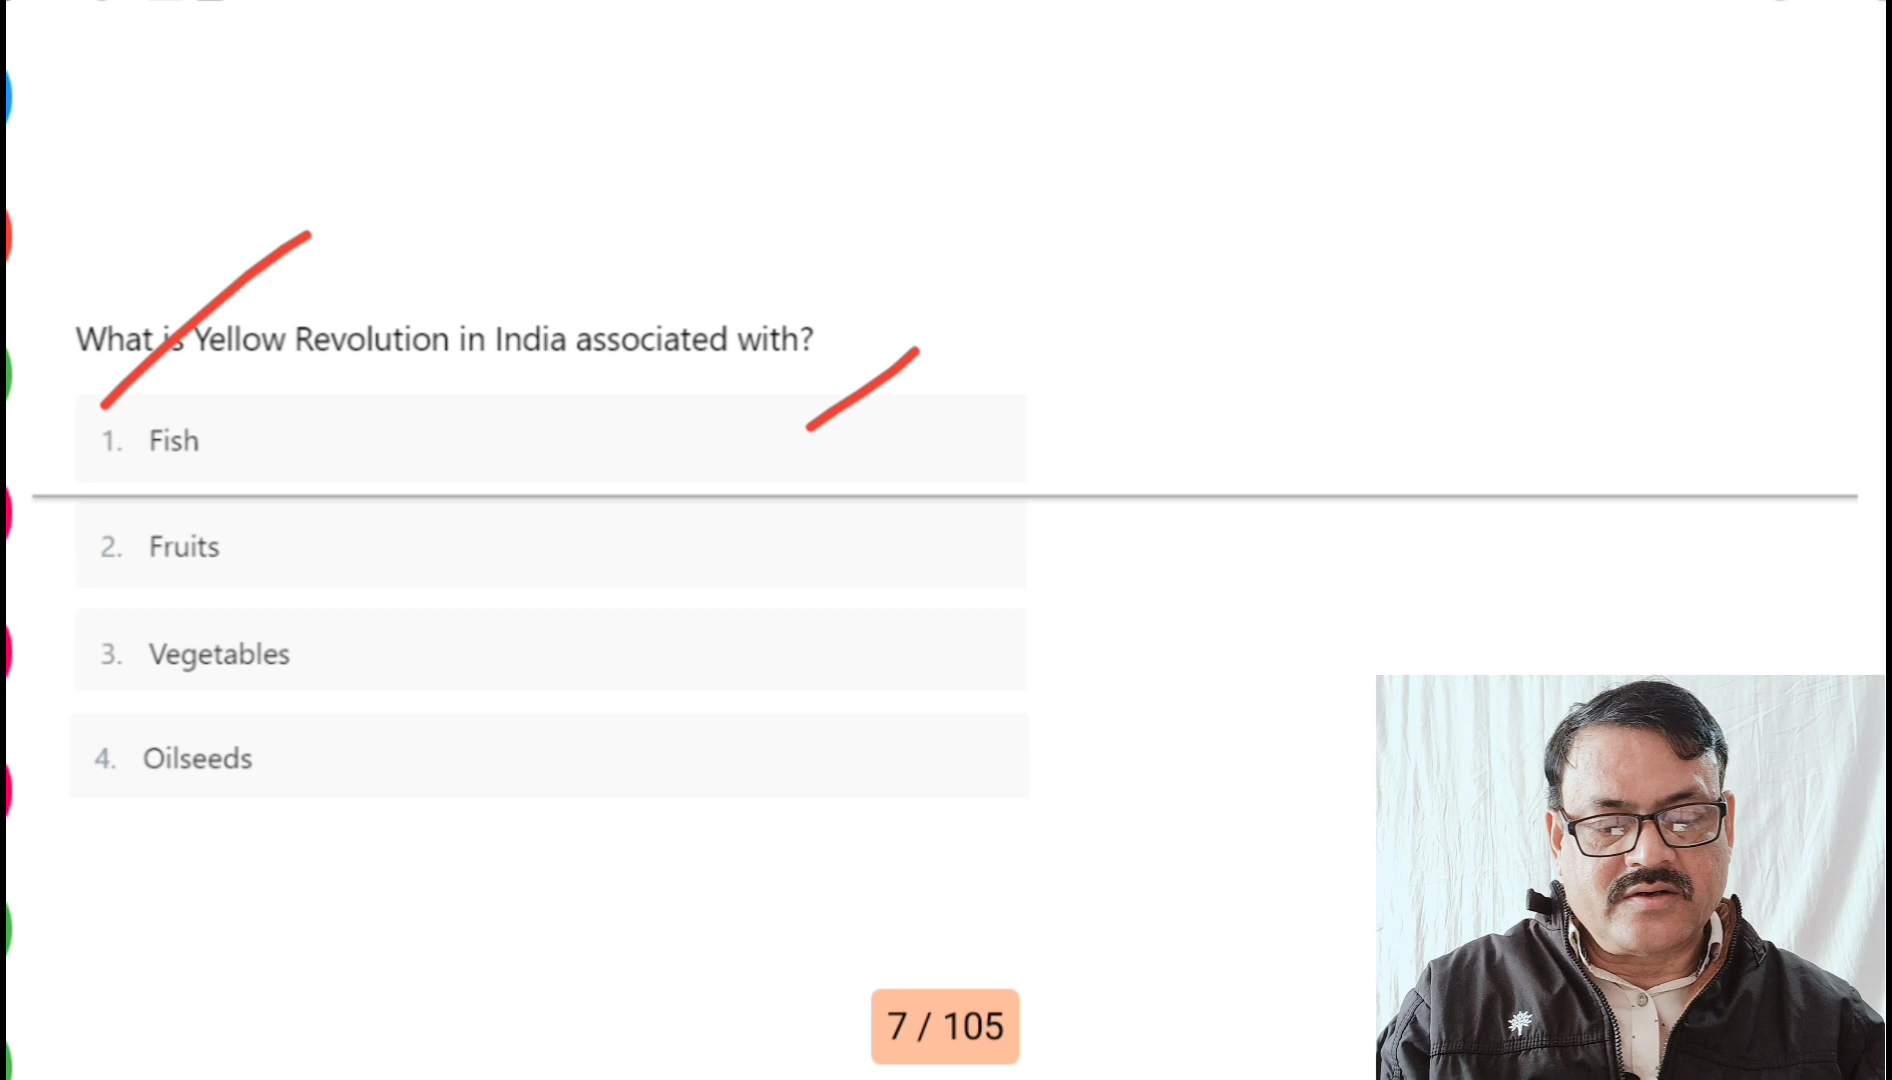 What is Yellow Revolution in India associated with?
1. Fish
2. Fruits
3. Vegetables
4. Oilseeds
7 / 105